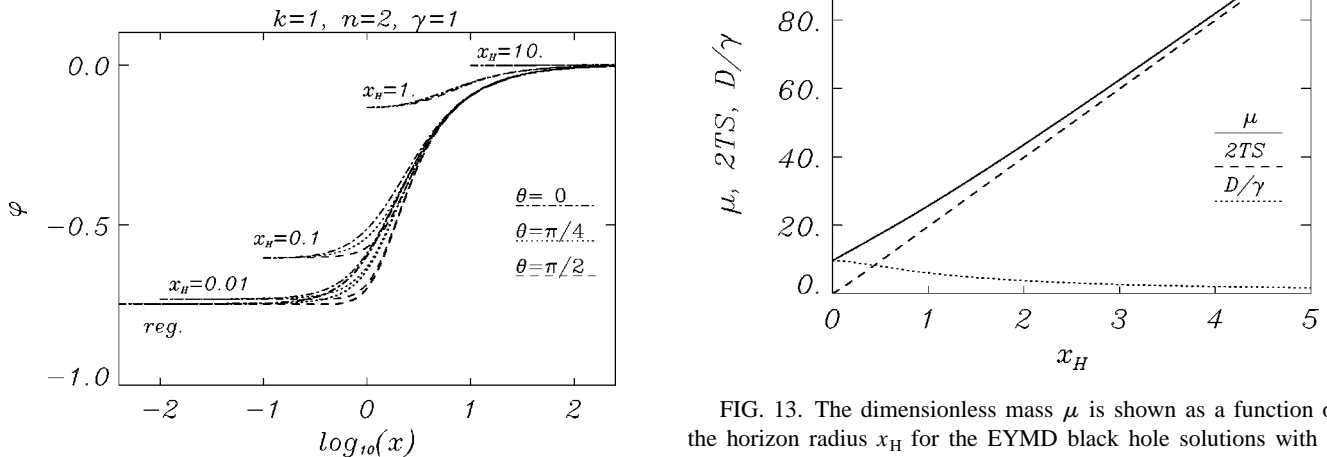 k=1, n=2, γ=1
0.0
−0.5
−1.0
φ
x_H=10.
x_H=1.
x_H=0.1
x_H=0.01
reg.
θ= 0
θ=π/4
θ=π/2
−2 −1 0 1 2
log₁₀(x)
80.
60.
40.
20.
0.
μ, 2TS, D/γ
μ
2TS
D/γ
0 1 2 3 4 5
x_H
FIG. 13. The dimensionless mass μ is shown as a function o
the horizon radius x_H for the EYMD black hole solutions with